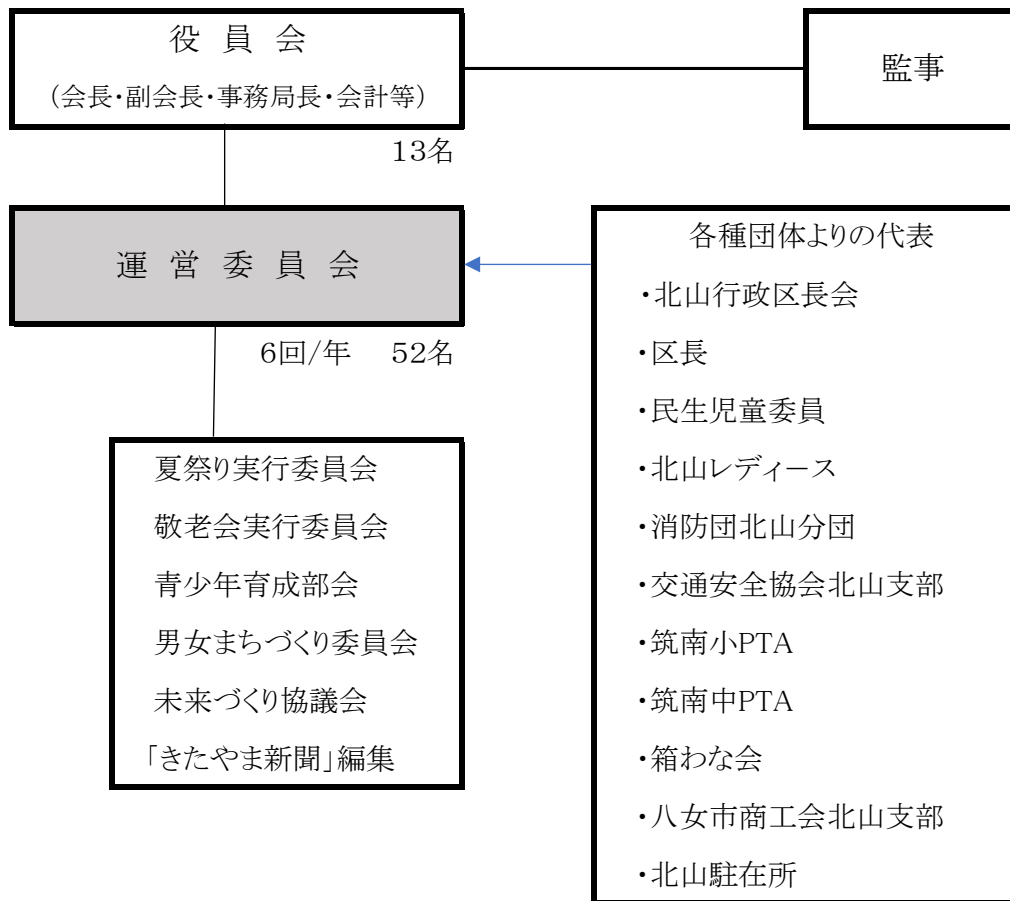 役 員 会
（会長・副会長・事務局長・会計等）
監事
13名
運 営 委 員 会
6回/年 52名
夏祭り実行委員会
敬老会実行委員会
青少年育成部会
男女まちづくり委員会
未来づくり協議会
「きたやま新聞」編集
各種団体よりの代表
・北山行政区長会
・区長
・民生児童委員
・北山レディース
・消防団北山分団
・交通安全協会北山支部
・筑南小PTA
・筑南中PTA
・箱わな会
・八女市商工会北山支部
・北山駐在所